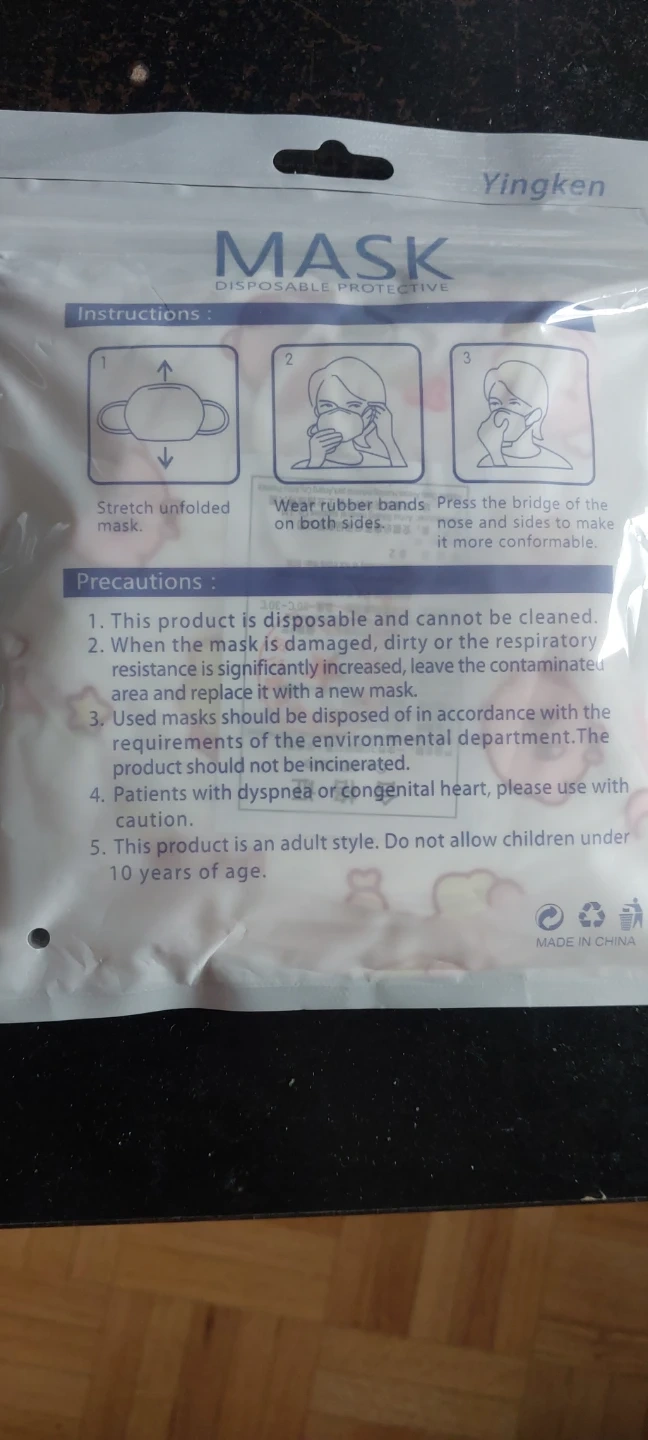 Yingken
MASK
DISPOSABLE PROTECTIVE
Instructions :
1
2
3
Stretch unfolded
mask.
Wear rubber bands
on both sides.
Press the bridge of the
nose and sides to make
it more conformable.
Precautions :
1. This product is disposable and cannot be cleaned.
2. When the mask is damaged, dirty or the respiratory
resistance is significantly increased, leave the contaminated
area and replace it with a new mask.
3. Used masks should be disposed of in accordance with the
requirements of the environmental department.The
product should not be incinerated.
4. Patients with dyspnea or congenital heart, please use with
caution.
5. This product is an adult style. Do not allow children under
10 years of age.
MADE IN CHINA